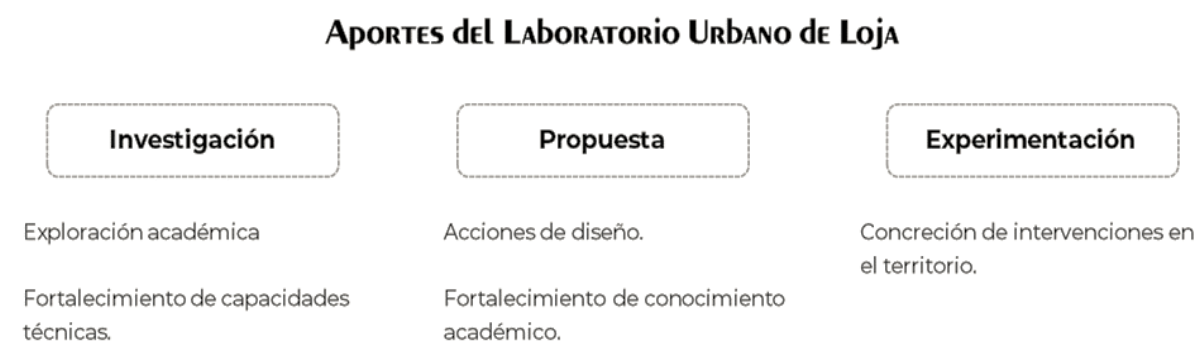 Aportes del Laboratorio Urbano de Loja
Investigación
Propuesta
Experimentación
Exploración académica
Fortalecimiento de capacidades
técnicas.
Acciones de diseño.
Fortalecimiento de conocimiento
académico.
Concreción de intervenciones en
el territorio.